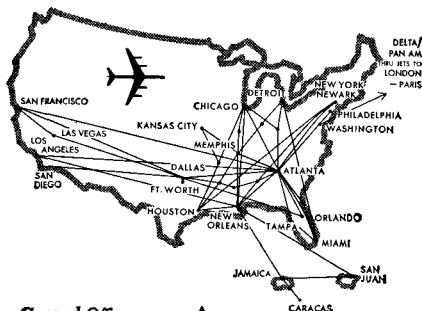 DELTA/
PAN AM
THRU JETS TO
LONDON
— PARIS
NEW YORK
NEWARK
DETROIT
CHICAGO
SAN FRANCISCO
PHILADELPHIA
WASHINGTON
KANSAS CITY
LAS VEGAS
MEMPHIS
LOS
ANGELES
DALLAS
ATLANTA
SAN
DIEGO
FT. WORTH
HOUSTON
NEW
ORLEANS
ORLANDO
TAMPA
MIAMI
JAMAICA
SAN
JUAN
CARACAS